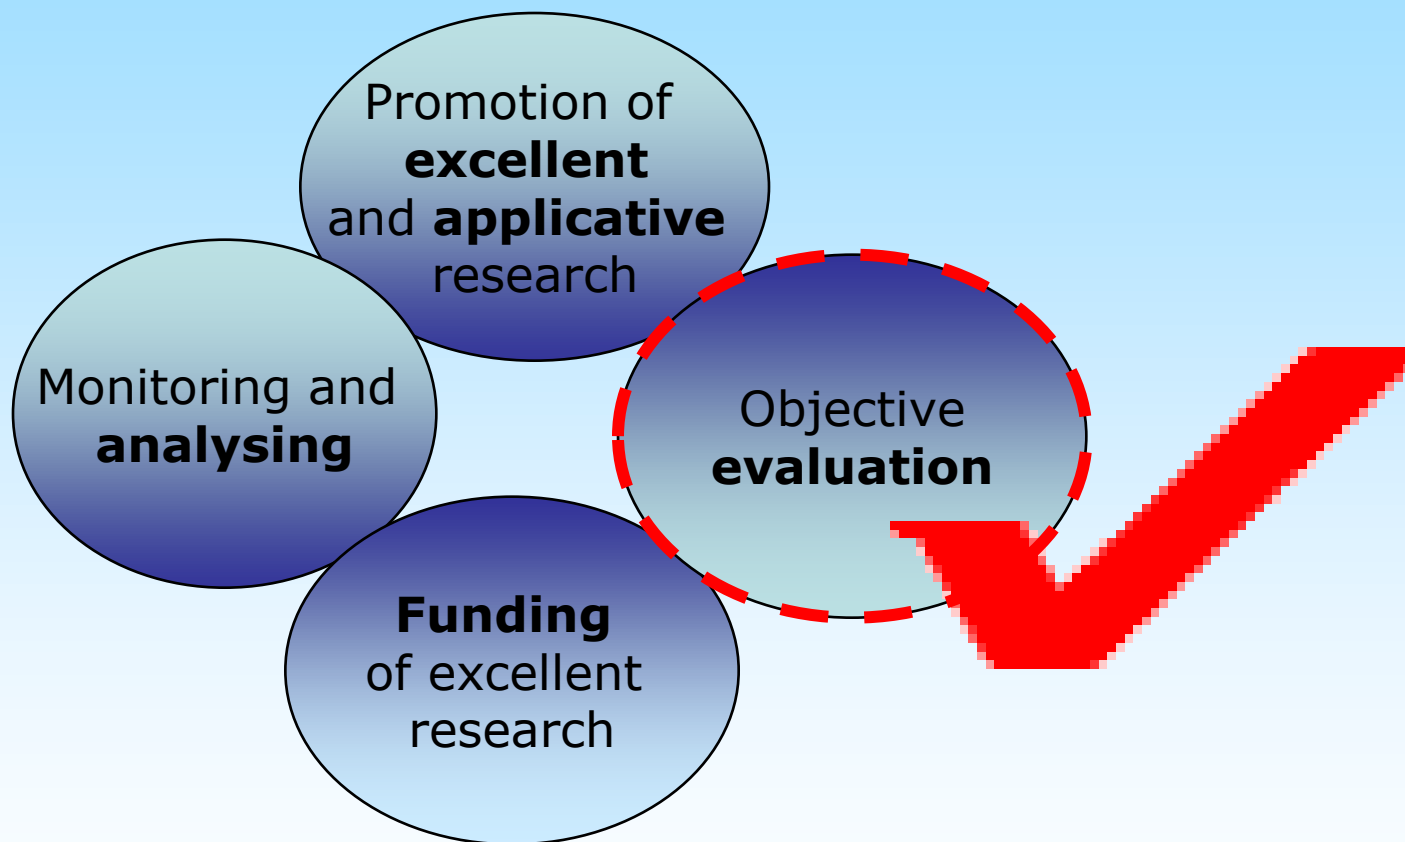 Promotion of
excellent
and applicative
research
Monitoring and
analysing
Objective
evaluation
Funding
of excellent
research